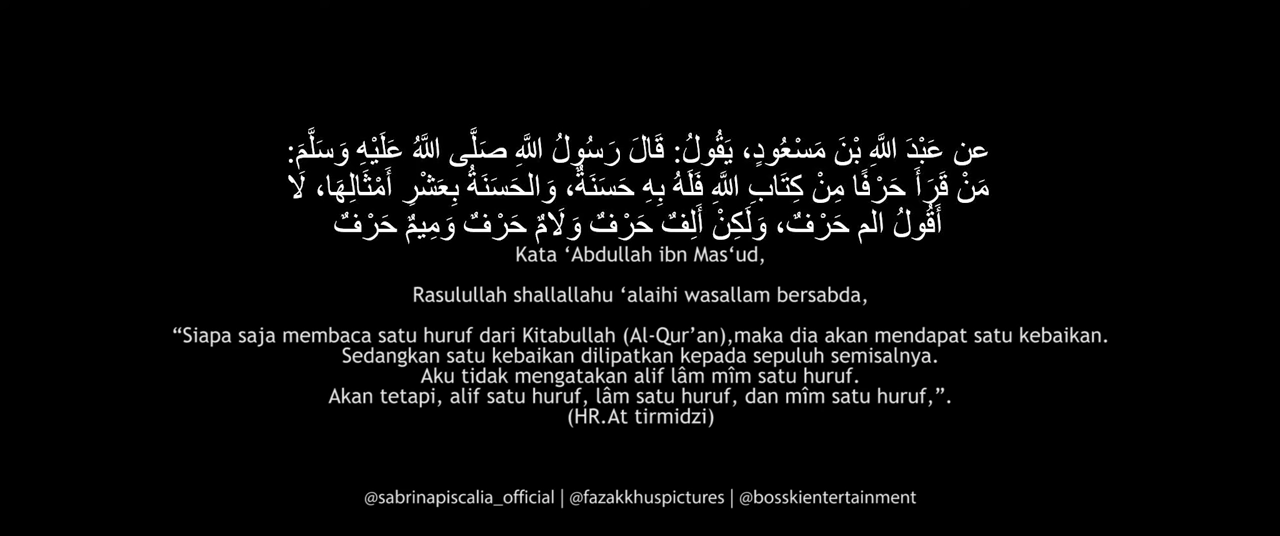 عن عَبْدَ اللَّهِ بْنَ مَسْعُودٍ، يَقُولُ: قَالَ رَسُولُ اللَّهِ صَلَّى اللَّهُ عَلَيْهِ وَسَلَّمَ:
مَنْ قَرَأَ حَرْفًا مِنْ كِتَابِ اللَّهِ فَلَهُ بِهِ حَسَنَةٌ، وَالحَسَنَةُ بِعَشْرِ أَمْثَالِهَا، لَا
أَقُولُ الم حَرْفٌ، وَلَكِنْ أَلِفٌ حَرْفٌ وَلَامٌ حَرْفٌ وَمِيمٌ حَرْفٌ
Kata ‘Abdullah ibn Mas‘ud,
Rasulullah shallallahu ‘alaihi wasallam bersabda,
“Siapa saja membaca satu huruf dari Kitabullah (Al-Qur’an),maka dia akan mendapat satu kebaikan.
Sedangkan satu kebaikan dilipatkan kepada sepuluh semisalnya.
Aku tidak mengatakan alif lâm mîm satu huruf.
Akan tetapi, alif satu huruf, lâm satu huruf, dan mîm satu huruf,”.
(HR.At tirmidzi)
@sabrinapiscalia_official | @fazakkhuspictures | @bosskientertainment